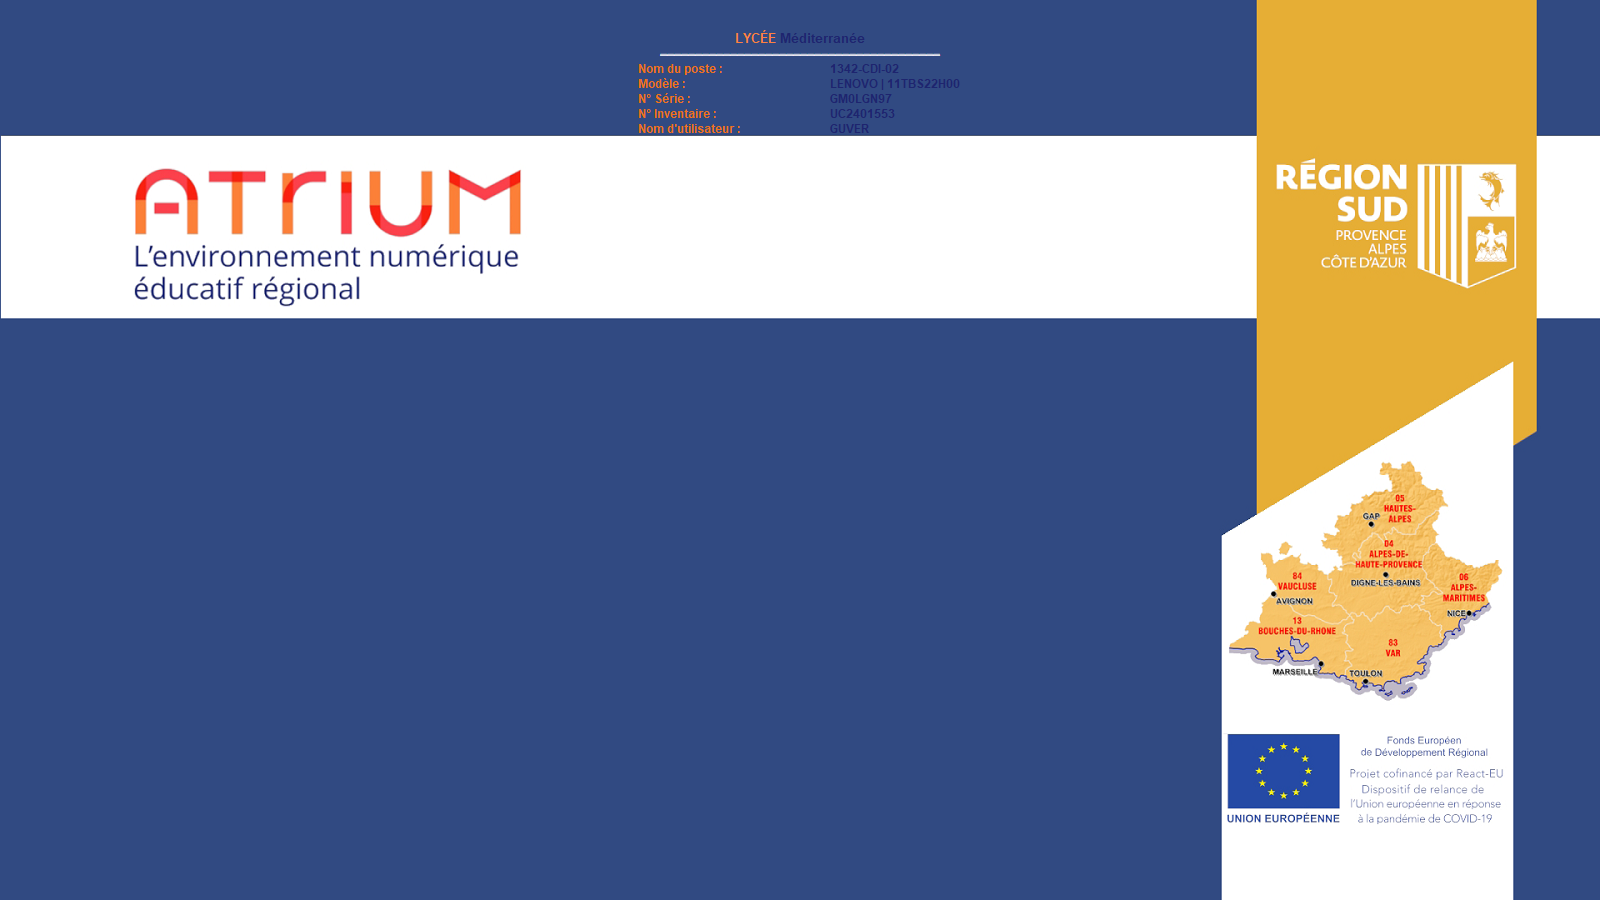 LYCÉE Méditerranée
Nom du poste : 1342-CDI-02
Modèle : LENOVO | 11TBS22H00
N° Série : GM0LGN97
N° Inventaire : UC2401553
Nom d'utilisateur : GUVER
ATRIUM
L'environnement numérique
éducatif régional
RÉGION
SUD
PROVENCE
ALPES
CÔTE D'AZUR
05
HAUTES-
ALPES
GAP
04
ALPES-DE-
HAUTE-PROVENCE
DIGNE-LES-BAINS
84
VAUCLUSE
AVIGNON
06
ALPES-
MARITIMES
NICE
13
BOUCHES-DU-RHONE
83
VAR
MARSEILLE
TOULON
UNION EUROPÉENNE
Fonds Européen
de Développement Régional
Projet cofinancé par React-EU
Dispositif de relance de
l'Union européenne en réponse
à la pandémie de COVID-19